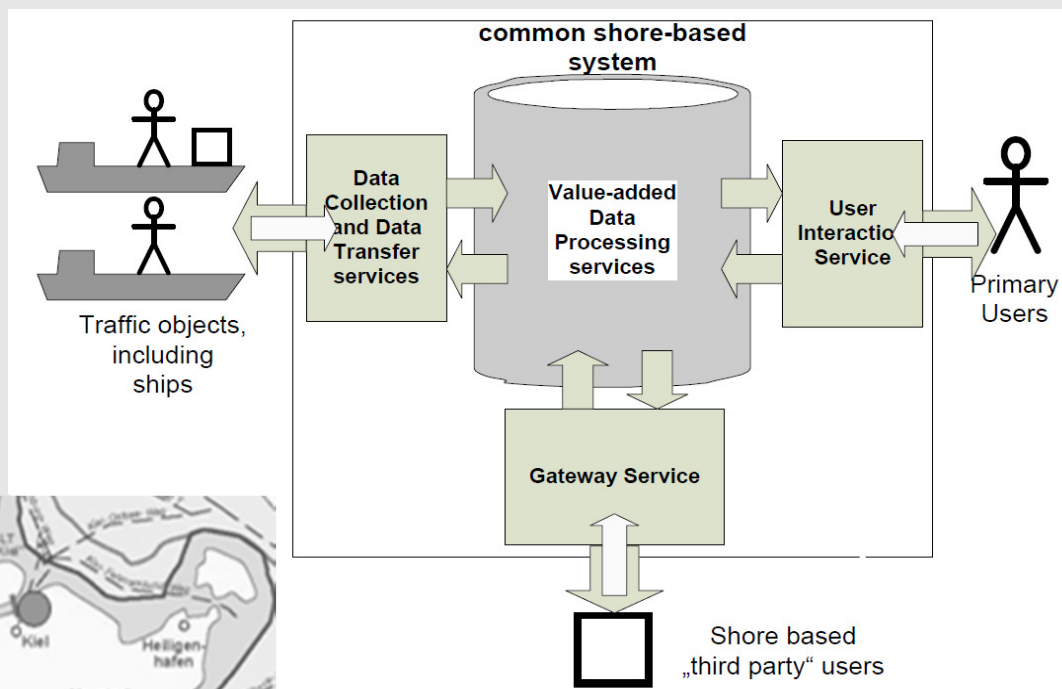 common shore-based
system
Data
Collection
and Data
Transfer
services
Value-added
Data
Processing
services
User
Interactio
Service
Primary
Users
Traffic objects,
including
ships
Gateway Service
Shore based
„third party“ users
Kiel
Heiligen-
hafen